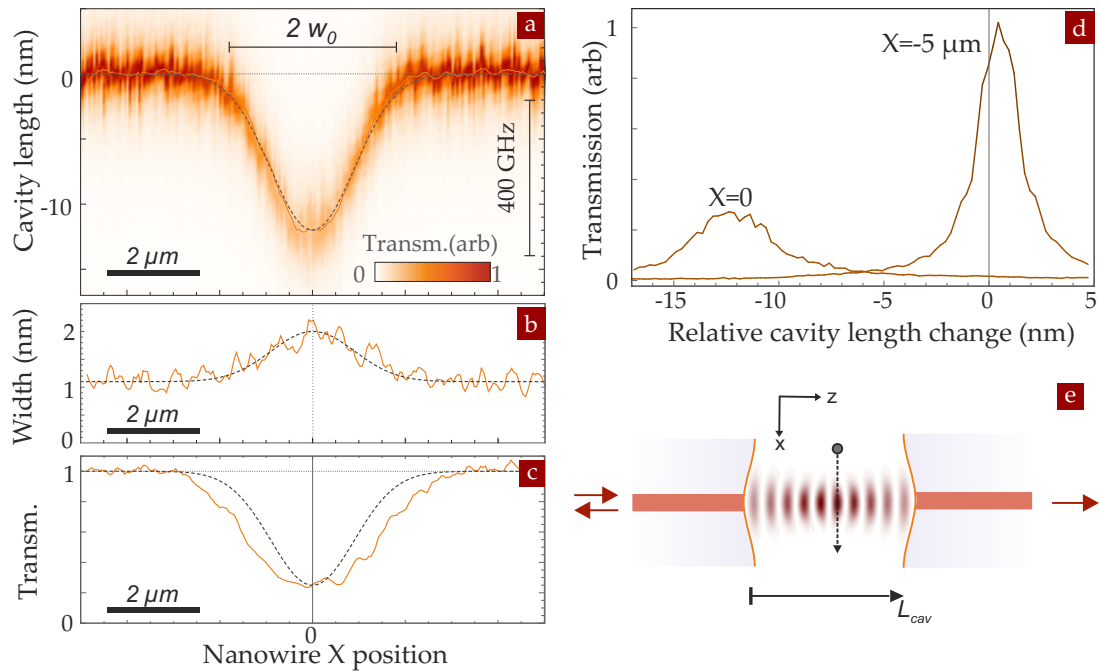 a
2 w0
Cavity length (nm)
0
-10
400 GHz
Transm.(arb)
0
1
2 µm
b
Width (nm)
2
1
0
2 µm
c
Transm.
1
0
2 µm
0
Nanowire X position
d
Transmission (arb)
1
0
X=-5 µm
X=0
-15
-10
-5
0
5
Relative cavity length change (nm)
e
z
x
Lcav